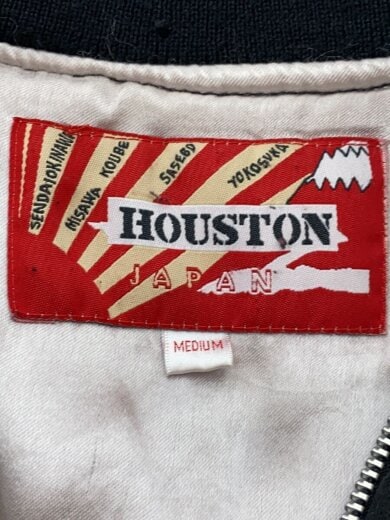 SENDAI OKINAWA
MISAWA KOUBE
SASEBO
YOKOSUKA
HOUSTON
JAPAN
MEDIUM